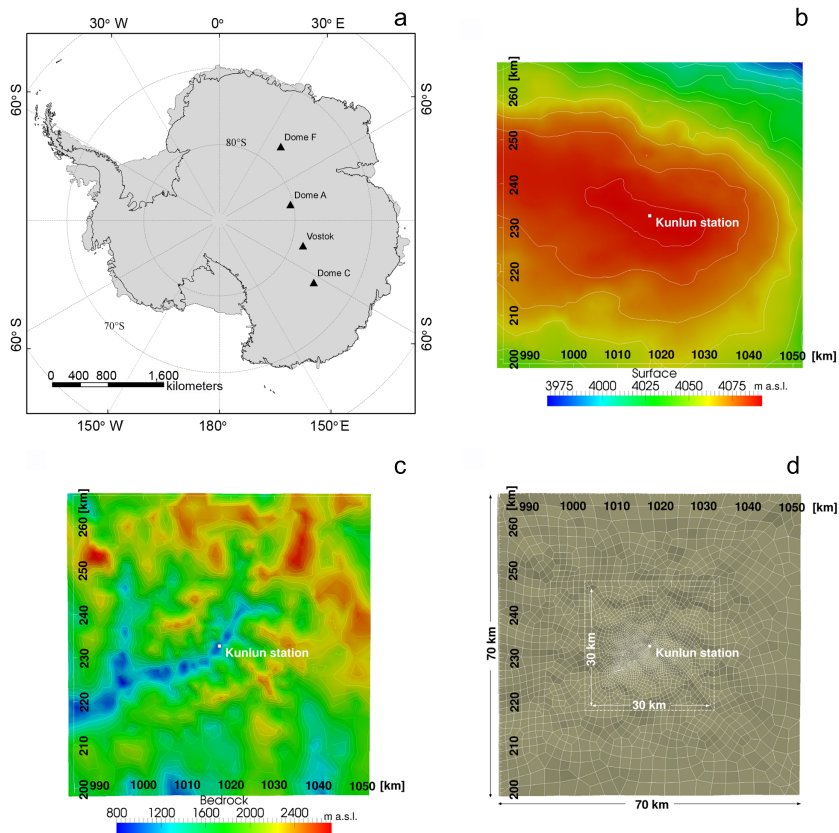 a
30° W
0°
30° E
60° S
60° S
80°S
Dome F
Dome A
Vostok
Dome C
60° S
60° S
70°S
0 400 800 1,600
kilometers
150° W
180°
150° E
b
[km]
260
250
240
230
220
210
200
Kunlun station
990 1000 1010 1020 1030 1040 1050 [km]
Surface
3975 4000 4025 4050 4075 m a.s.l.
c
[km]
260
250
240
230
220
210
200
Kunlun station
990 1000 1010 1020 1030 1040 1050 [km]
Bedrock
800 1200 1600 2000 2400 m a.s.l.
d
[km]
990 1000 1010 1020 1030 1040 1050 [km]
260
250
240
230
220
210
200
70 km
30 km
Kunlun station
30 km
70 km